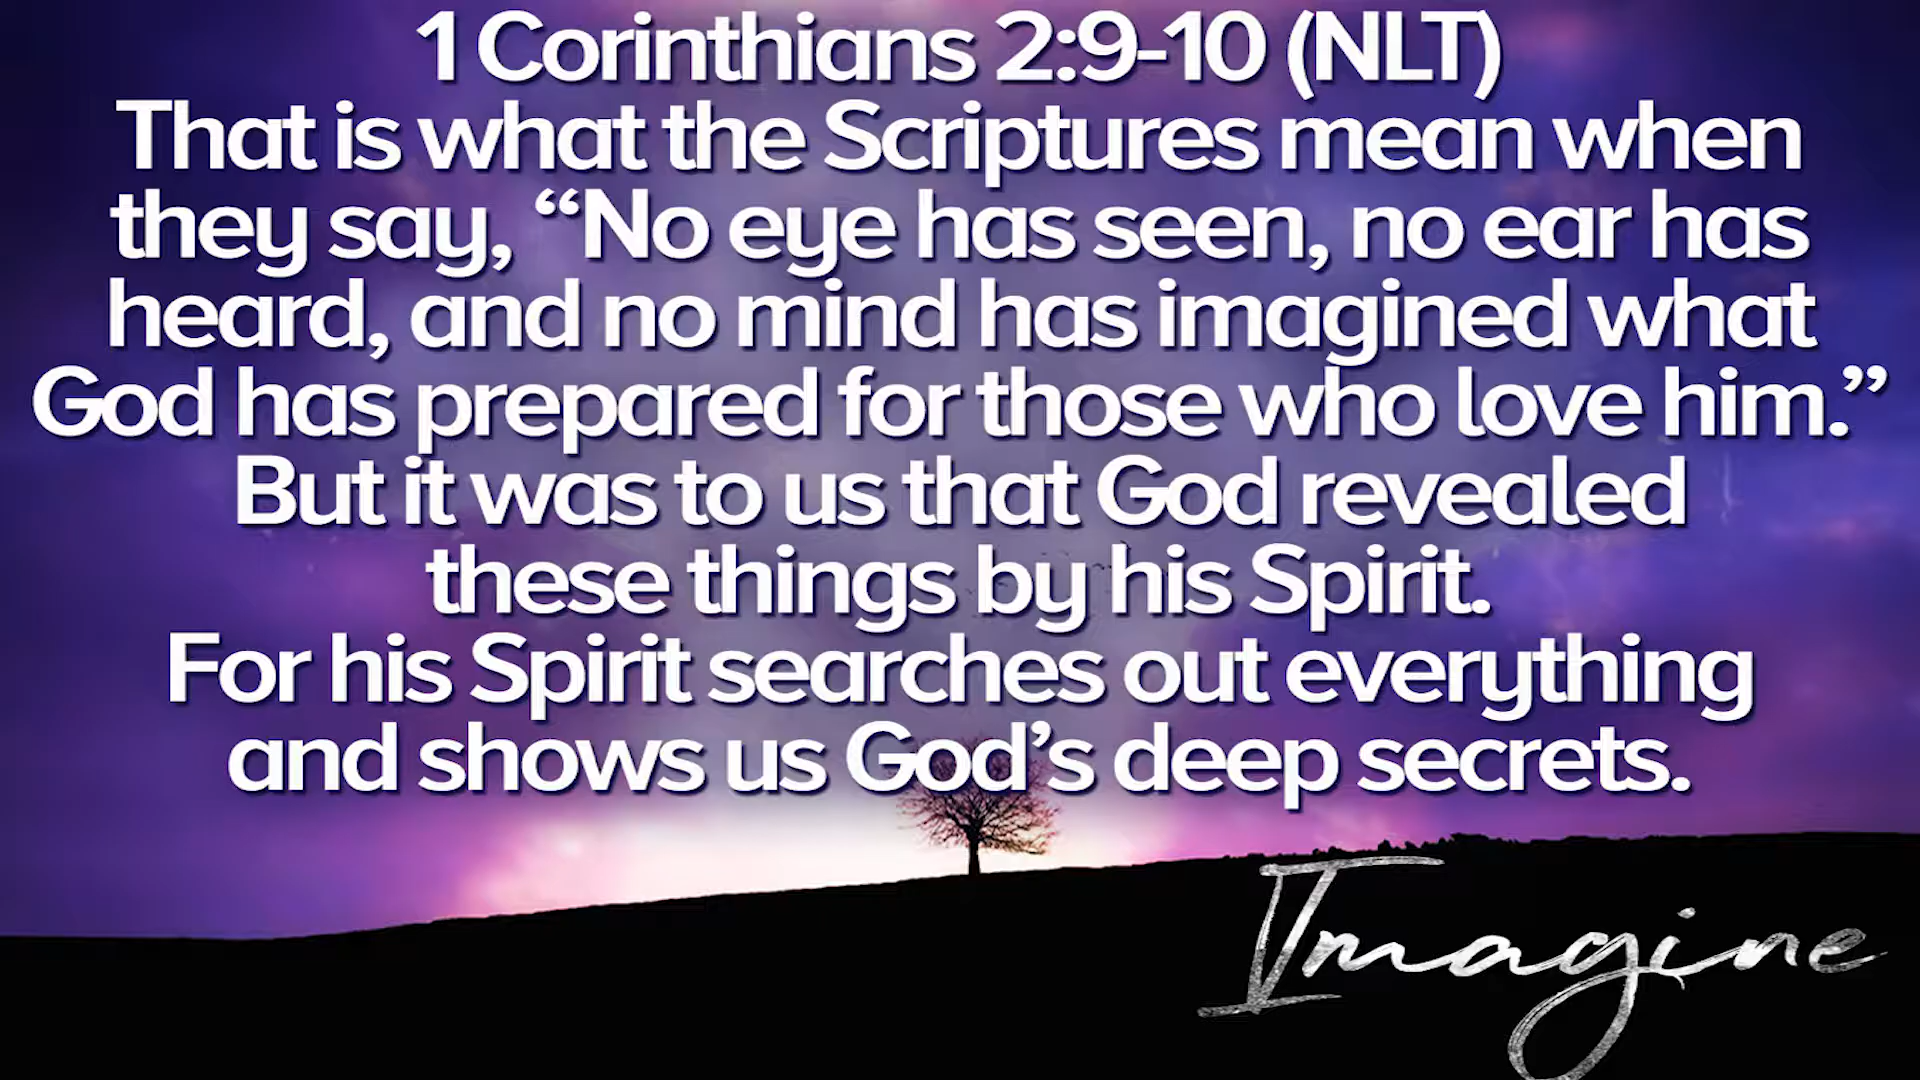 1 Corinthians 2:9-10 (NLT)
That is what the Scriptures mean when
they say, “No eye has seen, no ear has
heard, and no mind has imagined what
God has prepared for those who love him.”
But it was to us that God revealed
these things by his Spirit.
For his Spirit searches out everything
and shows us God’s deep secrets.
Imagine